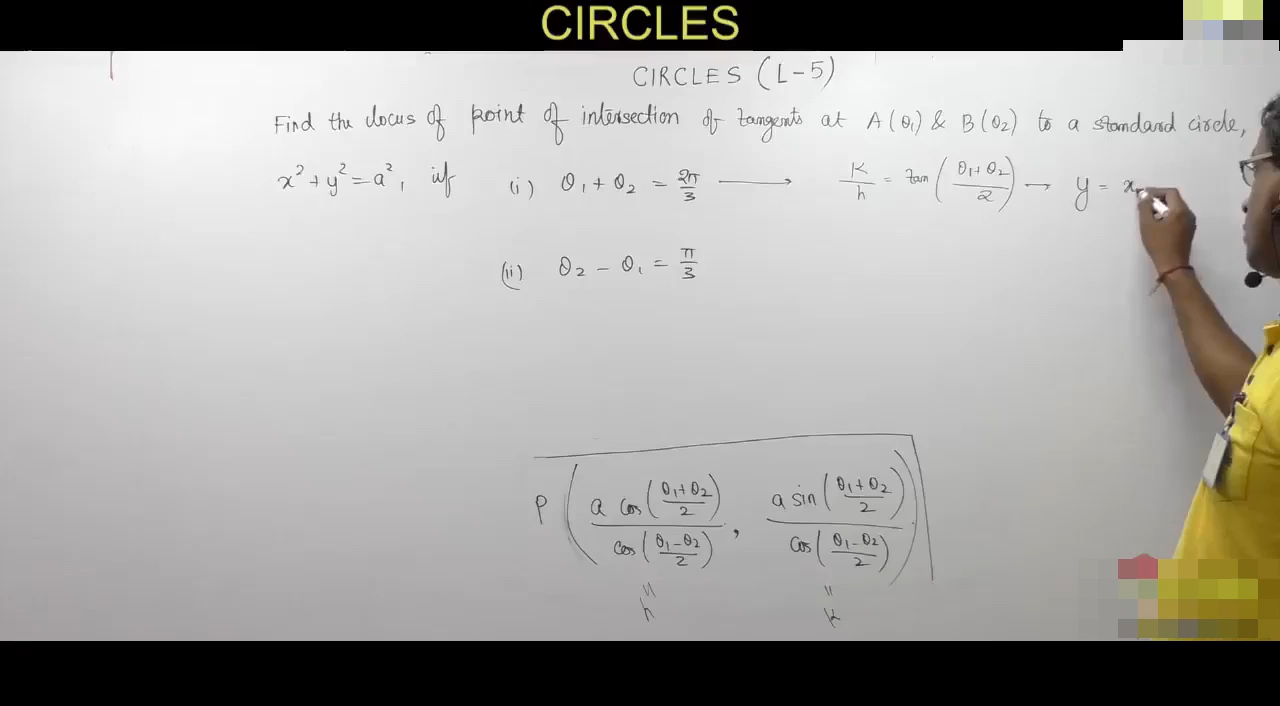 CIRCLES
CIRCLES (L-5)
Find the locus of point of intersection of tangents at A(θ₁) & B(θ₂) to a standard circle,
x² + y² = a², if (i) θ₁ + θ₂ = 2π/3 ⟶ K/h = tan((θ₁+θ₂)/2) → y = x
(ii) θ₂ − θ₁ = π/3
P( a cos((θ₁+θ₂)/2) / cos((θ₁−θ₂)/2) , a sin((θ₁+θ₂)/2) / cos((θ₁−θ₂)/2) )
" "
h k